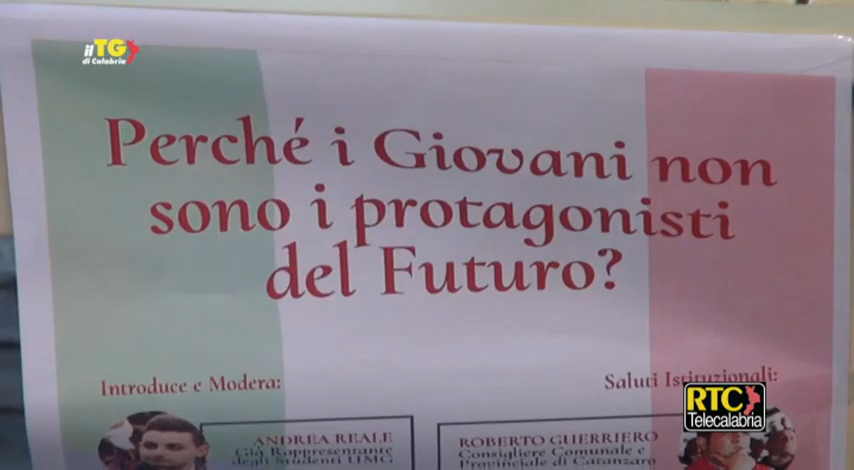 il TG
di Calabria
Perché i Giovani non
sono i protagonisti
del Futuro?
Introduce e Modera:
Saluti Istituzionali:
ANDREA REALE
Già Rappresentante
degli Studenti UMG
ROBERTO GUERRIERO
Consigliere Comunale e
Provinciale di Catanzaro
RTC
Telecalabria